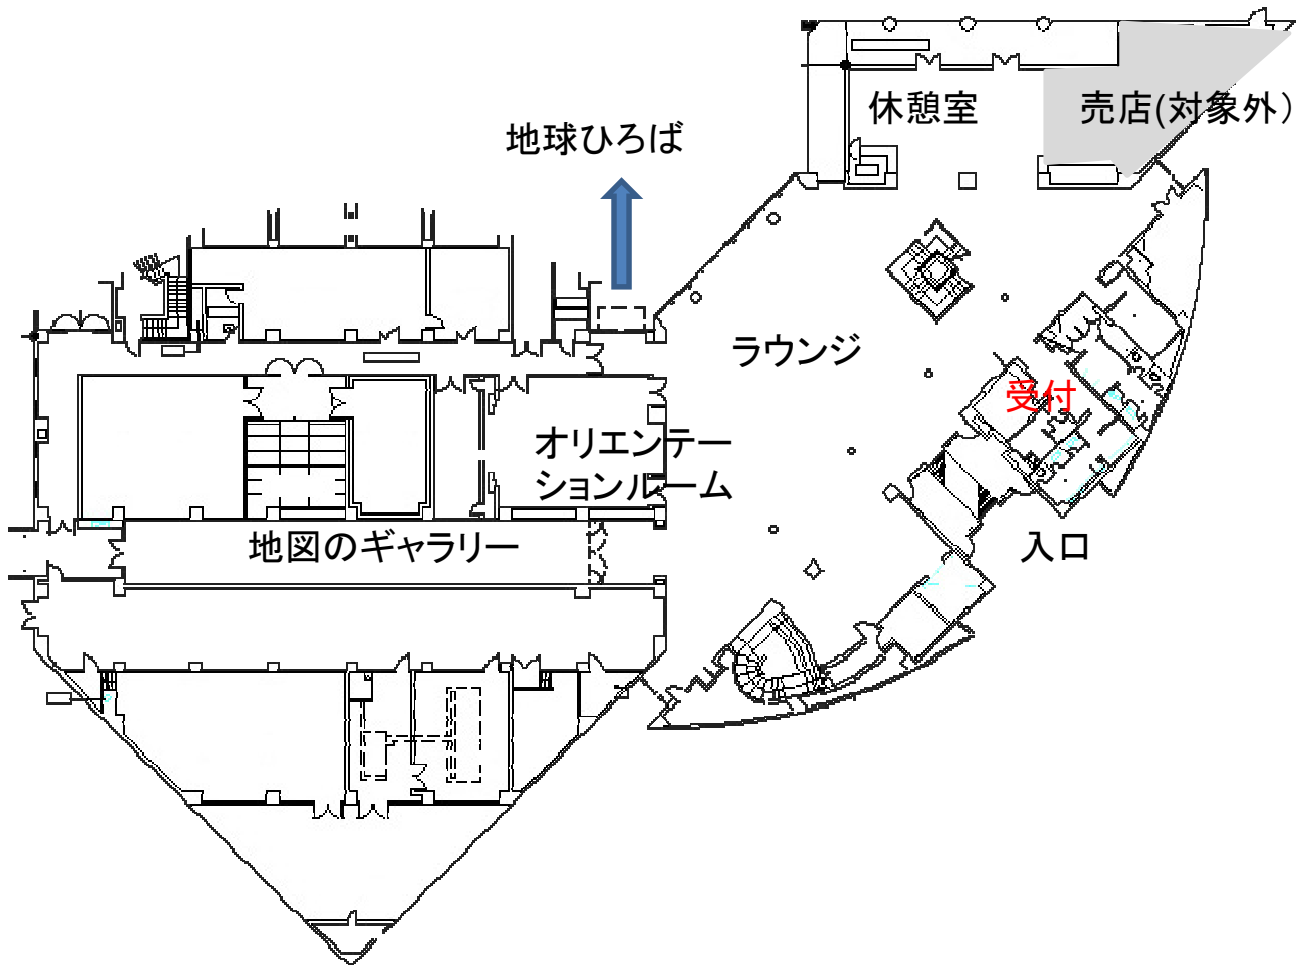 休憩室
売店(対象外)
地球ひろば
ラウンジ
受付
オリエンテー
ションルーム
地図のギャラリー
入口